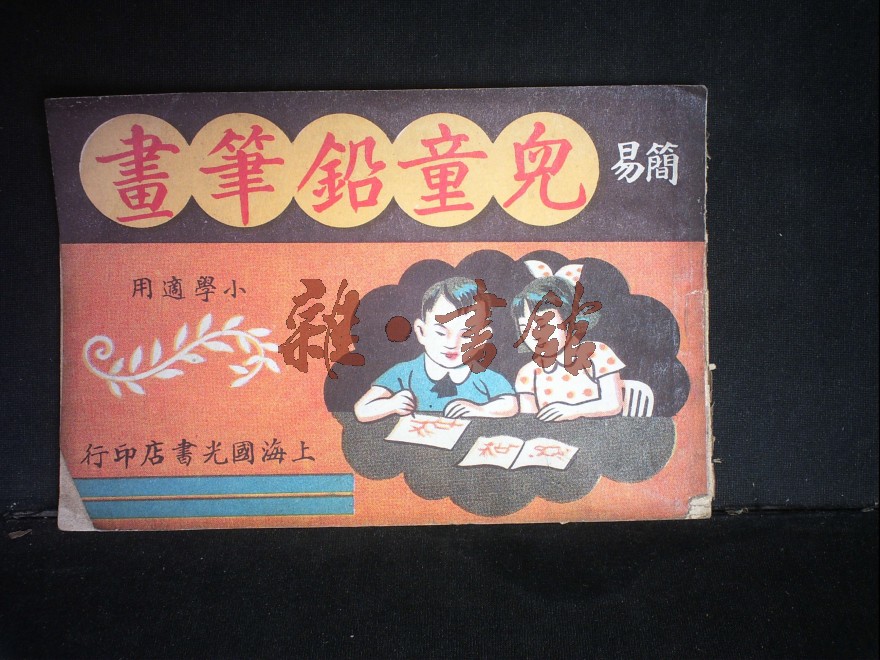 簡易
兒童鉛筆畫
小學適用
雜·書館
上海國光書店印行